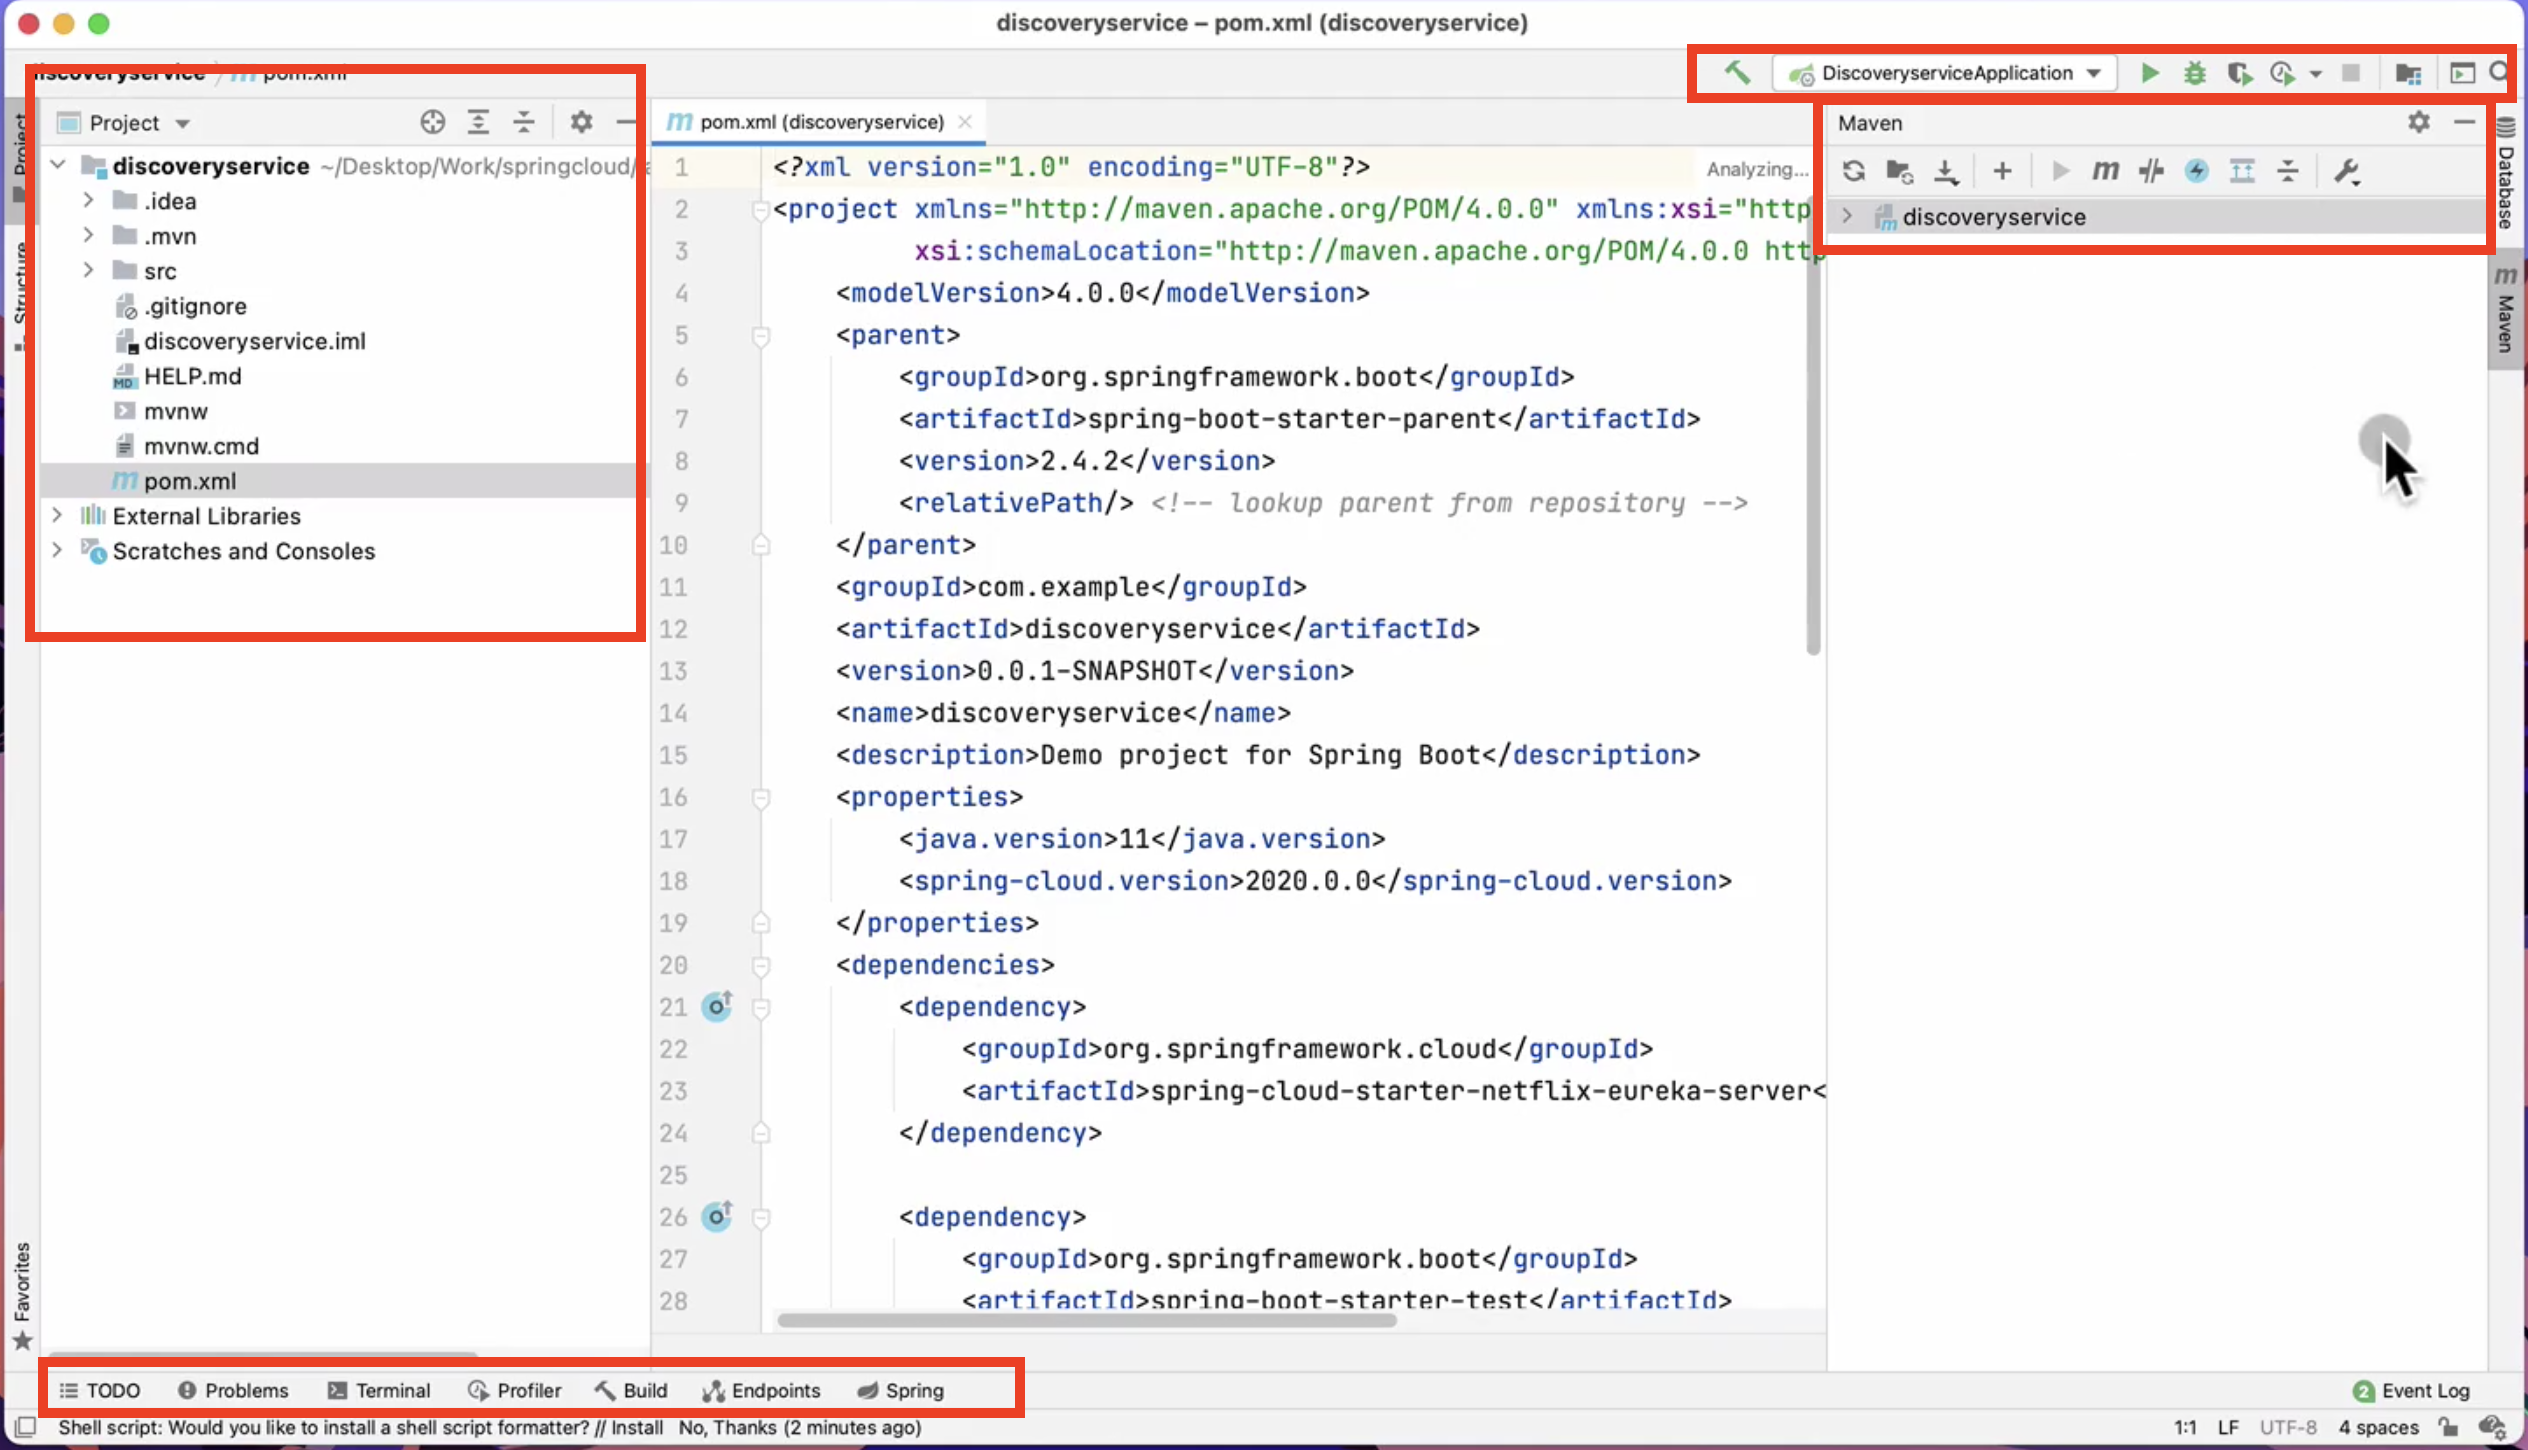 discoveryservice – pom.xml (discoveryservice)
discoveryservice
pom.xml
DiscoveryserviceApplication
Project
Structure
Favorites
Project
discoveryservice ~/Desktop/Work/springcloud/
.idea
.mvn
src
.gitignore
discoveryservice.iml
HELP.md
mvnw
mvnw.cmd
pom.xml
External Libraries
Scratches and Consoles
pom.xml (discoveryservice)
Analyzing...
1 <?xml version="1.0" encoding="UTF-8"?>
2 <project xmlns="http://maven.apache.org/POM/4.0.0" xmlns:xsi="http
3 xsi:schemaLocation="http://maven.apache.org/POM/4.0.0 http
4 <modelVersion>4.0.0</modelVersion>
5 <parent>
6 <groupId>org.springframework.boot</groupId>
7 <artifactId>spring-boot-starter-parent</artifactId>
8 <version>2.4.2</version>
9 <relativePath/> <!-- lookup parent from repository -->
10 </parent>
11 <groupId>com.example</groupId>
12 <artifactId>discoveryservice</artifactId>
13 <version>0.0.1-SNAPSHOT</version>
14 <name>discoveryservice</name>
15 <description>Demo project for Spring Boot</description>
16 <properties>
17 <java.version>11</java.version>
18 <spring-cloud.version>2020.0.0</spring-cloud.version>
19 </properties>
20 <dependencies>
21 <dependency>
22 <groupId>org.springframework.cloud</groupId>
23 <artifactId>spring-cloud-starter-netflix-eureka-server<
24 </dependency>
25
26 <dependency>
27 <groupId>org.springframework.boot</groupId>
28 <artifactId>spring-boot-starter-test</artifactId>
Maven
discoveryservice
Database
Maven
TODO Problems Terminal Profiler Build Endpoints Spring
2 Event Log
Shell script: Would you like to install a shell script formatter? // Install No, Thanks (2 minutes ago)
1:1 LF UTF-8 4 spaces